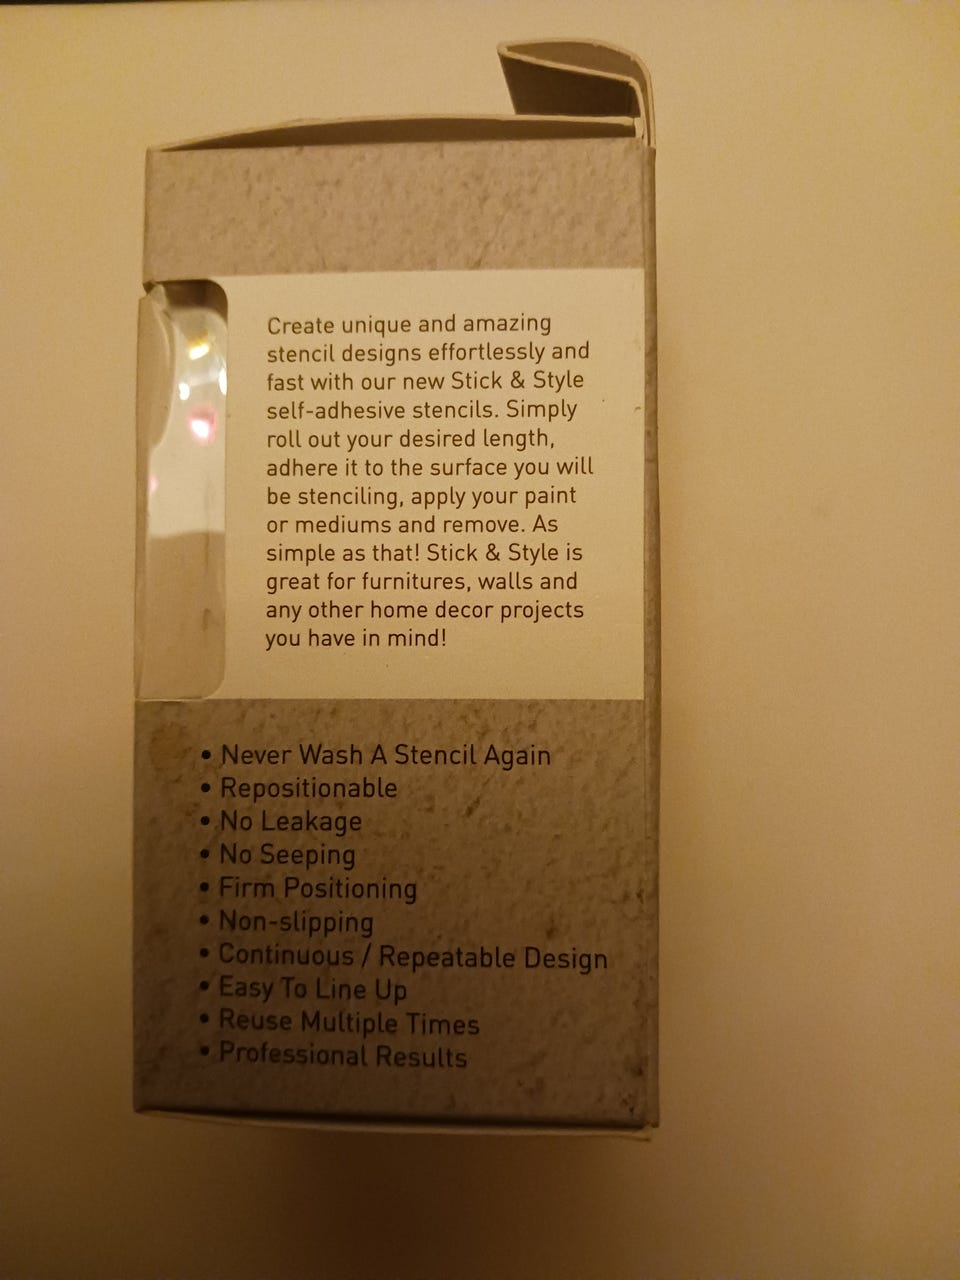 Create unique and amazing
stencil designs effortlessly and
fast with our new Stick & Style
self-adhesive stencils. Simply
roll out your desired length,
adhere it to the surface you will
be stenciling, apply your paint
or mediums and remove. As
simple as that! Stick & Style is
great for furnitures, walls and
any other home decor projects
you have in mind!
• Never Wash A Stencil Again
• Repositionable
• No Leakage
• No Seeping
• Firm Positioning
• Non-slipping
• Continuous / Repeatable Design
• Easy To Line Up
• Reuse Multiple Times
• Professional Results